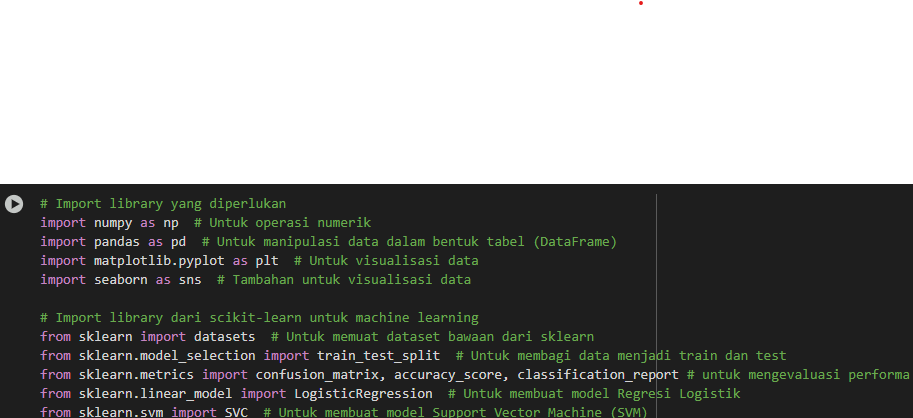 # Import library yang diperlukan
import numpy as np  # Untuk operasi numerik
import pandas as pd  # Untuk manipulasi data dalam bentuk tabel (DataFrame)
import matplotlib.pyplot as plt  # Untuk visualisasi data
import seaborn as sns  # Tambahan untuk visualisasi data
# Import library dari scikit-learn untuk machine learning
from sklearn import datasets  # Untuk memuat dataset bawaan dari sklearn
from sklearn.model_selection import train_test_split  # Untuk membagi data menjadi train dan test
from sklearn.metrics import confusion_matrix, accuracy_score, classification_report # untuk mengevaluasi performa
from sklearn.linear_model import LogisticRegression  # Untuk membuat model Regresi Logistik
from sklearn.svm import SVC  # Untuk membuat model Support Vector Machine (SVM)